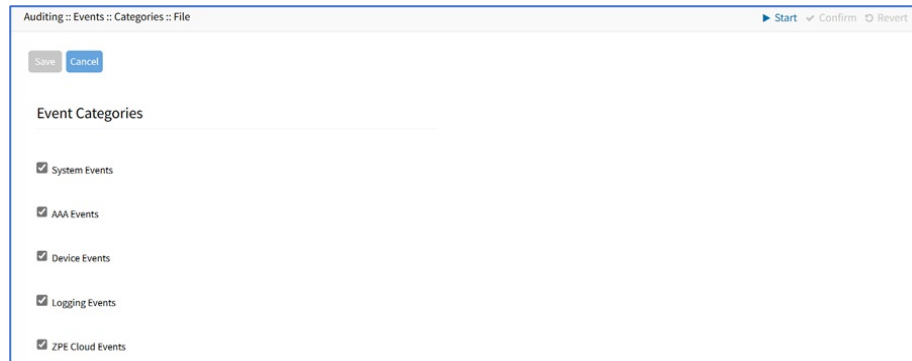 Auditing :: Events :: Categories :: File Start Confirm Revert
Save Cancel
Event Categories
System Events
AAA Events
Device Events
Logging Events
ZPE Cloud Events